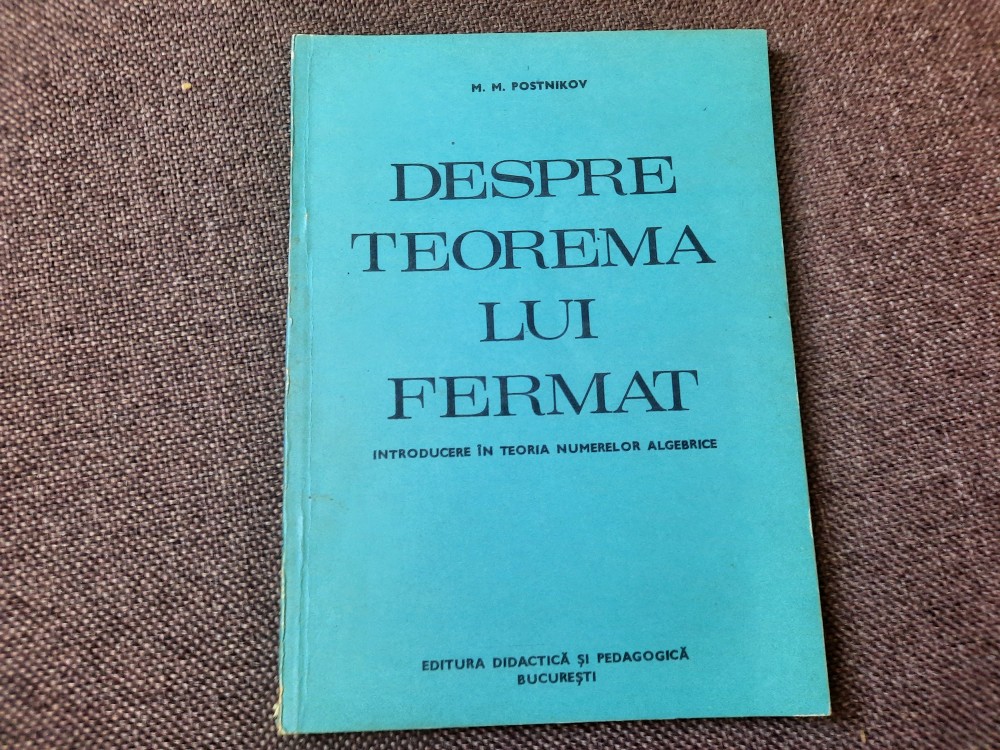 M. M. POSTNIKOV
DESPRE
TEOREMA
LUI
FERMAT
INTRODUCERE ÎN TEORIA NUMERELOR ALGEBRICE
EDITURA DIDACTICĂ ȘI PEDAGOGICĂ
BUCUREȘTI